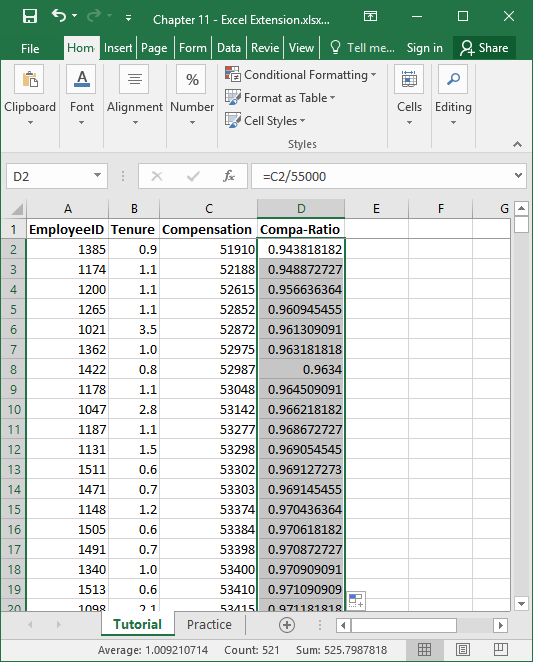 Chapter 11 - Excel Extension.xlsx...
File Home Insert Page Form Data Revie View Tell me... Sign in Share
Conditional Formatting
Format as Table
Cell Styles
Clipboard Font Alignment Number Cells Editing
%
Styles
D2 fx =C2/55000
A B C D E F G
1 EmployeeID Tenure Compensation Compa-Ratio
2 1385 0.9 51910 0.943818182
3 1174 1.1 52188 0.948872727
4 1200 1.1 52615 0.956636364
5 1265 1.1 52852 0.960945455
6 1021 3.5 52872 0.961309091
7 1362 1.0 52975 0.963181818
8 1422 0.8 52987 0.9634
9 1178 1.1 53048 0.964509091
10 1047 2.8 53142 0.966218182
11 1187 1.1 53277 0.968672727
12 1131 1.5 53298 0.969054545
13 1511 0.6 53302 0.969127273
14 1471 0.7 53303 0.969145455
15 1148 1.2 53374 0.970436364
16 1505 0.6 53384 0.970618182
17 1491 0.7 53398 0.970872727
18 1340 1.0 53400 0.970909091
19 1513 0.6 53410 0.971090909
20 1098 2.1 53415 0.971181818
Tutorial Practice
Average: 1.009210714 Count: 521 Sum: 525.7987818